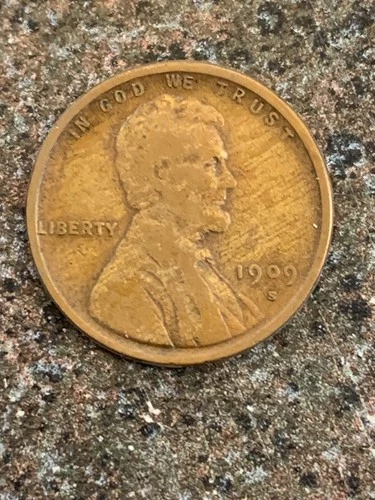 IN GOD WE TRUST
LIBERTY
1909
S